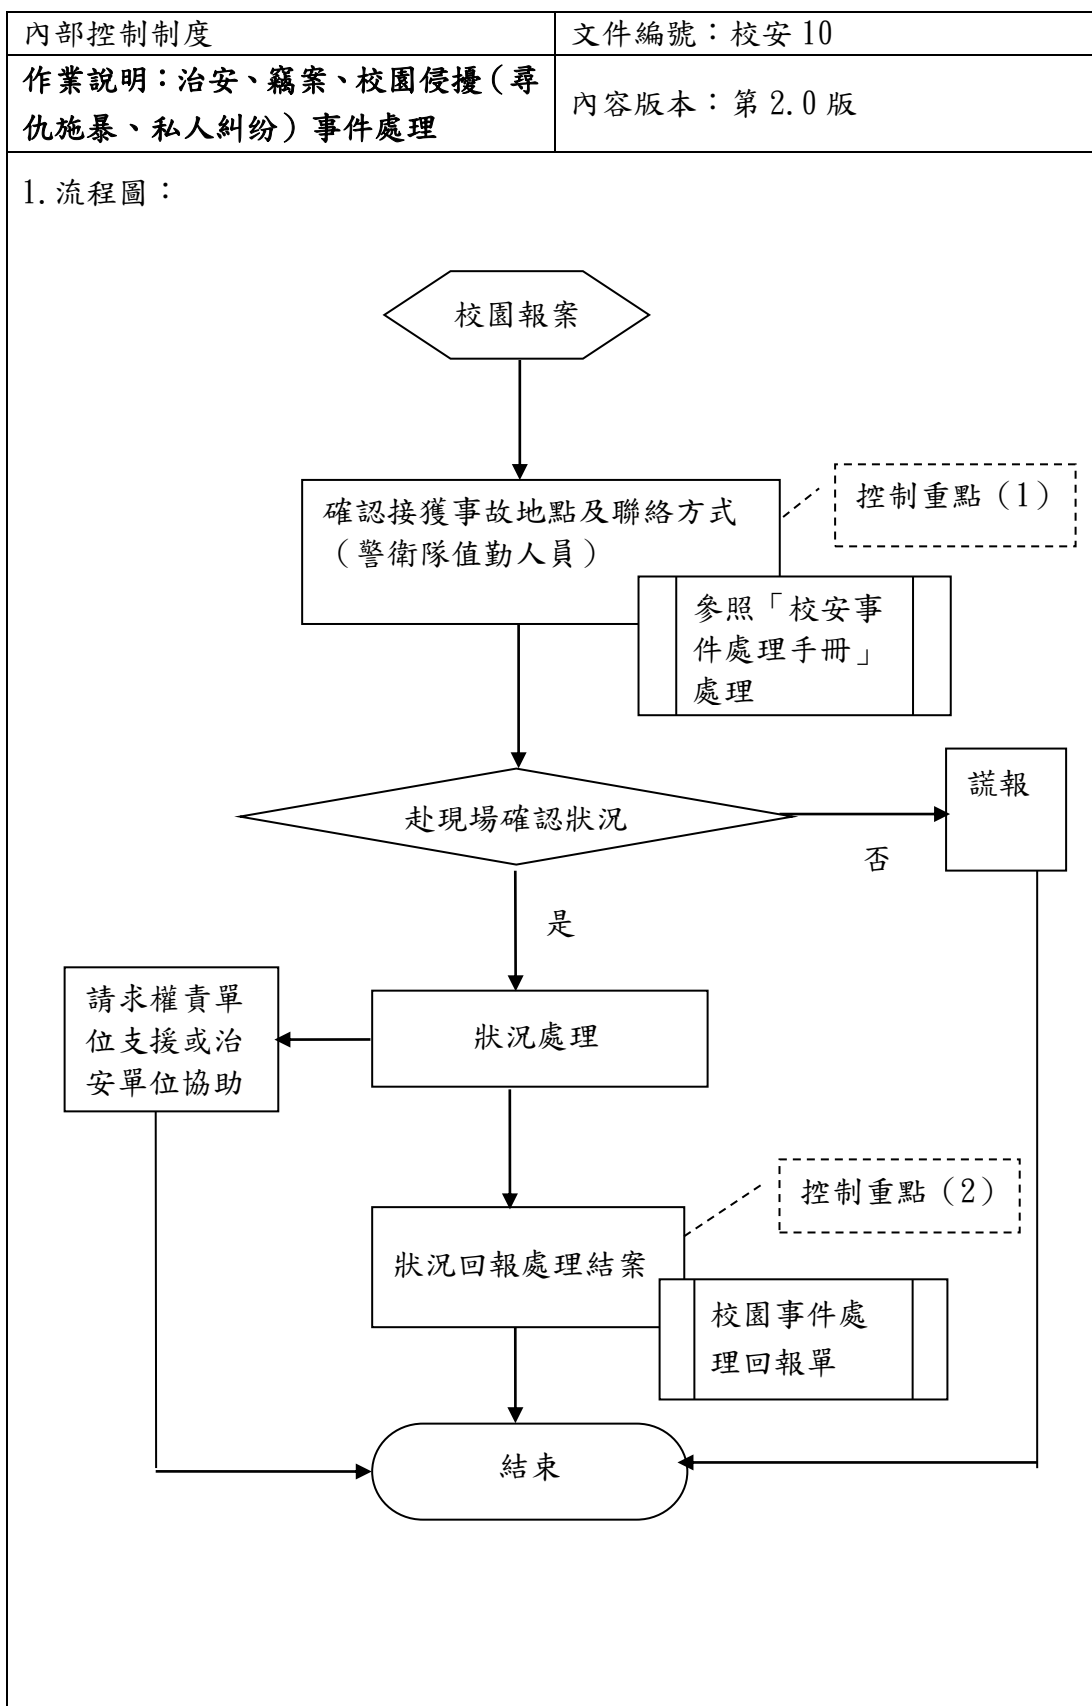 內部控制制度
文件編號：校安 10
作業說明：治安、竊案、校園侵擾（尋
仇施暴、私人糾纷）事件處理
內容版本：第 2.0 版
1.流程圖：
校園報案
控制重點（1）
確認接獲事故地點及聯絡方式
（警衛隊值勤人員）
參照「校安事
件處理手冊」
處理
謊報
赴現場確認狀況
否
是
請求權責單
位支援或治
安單位協助
狀況處理
控制重點（2）
狀況回報處理結案
校園事件處
理回報單
結束